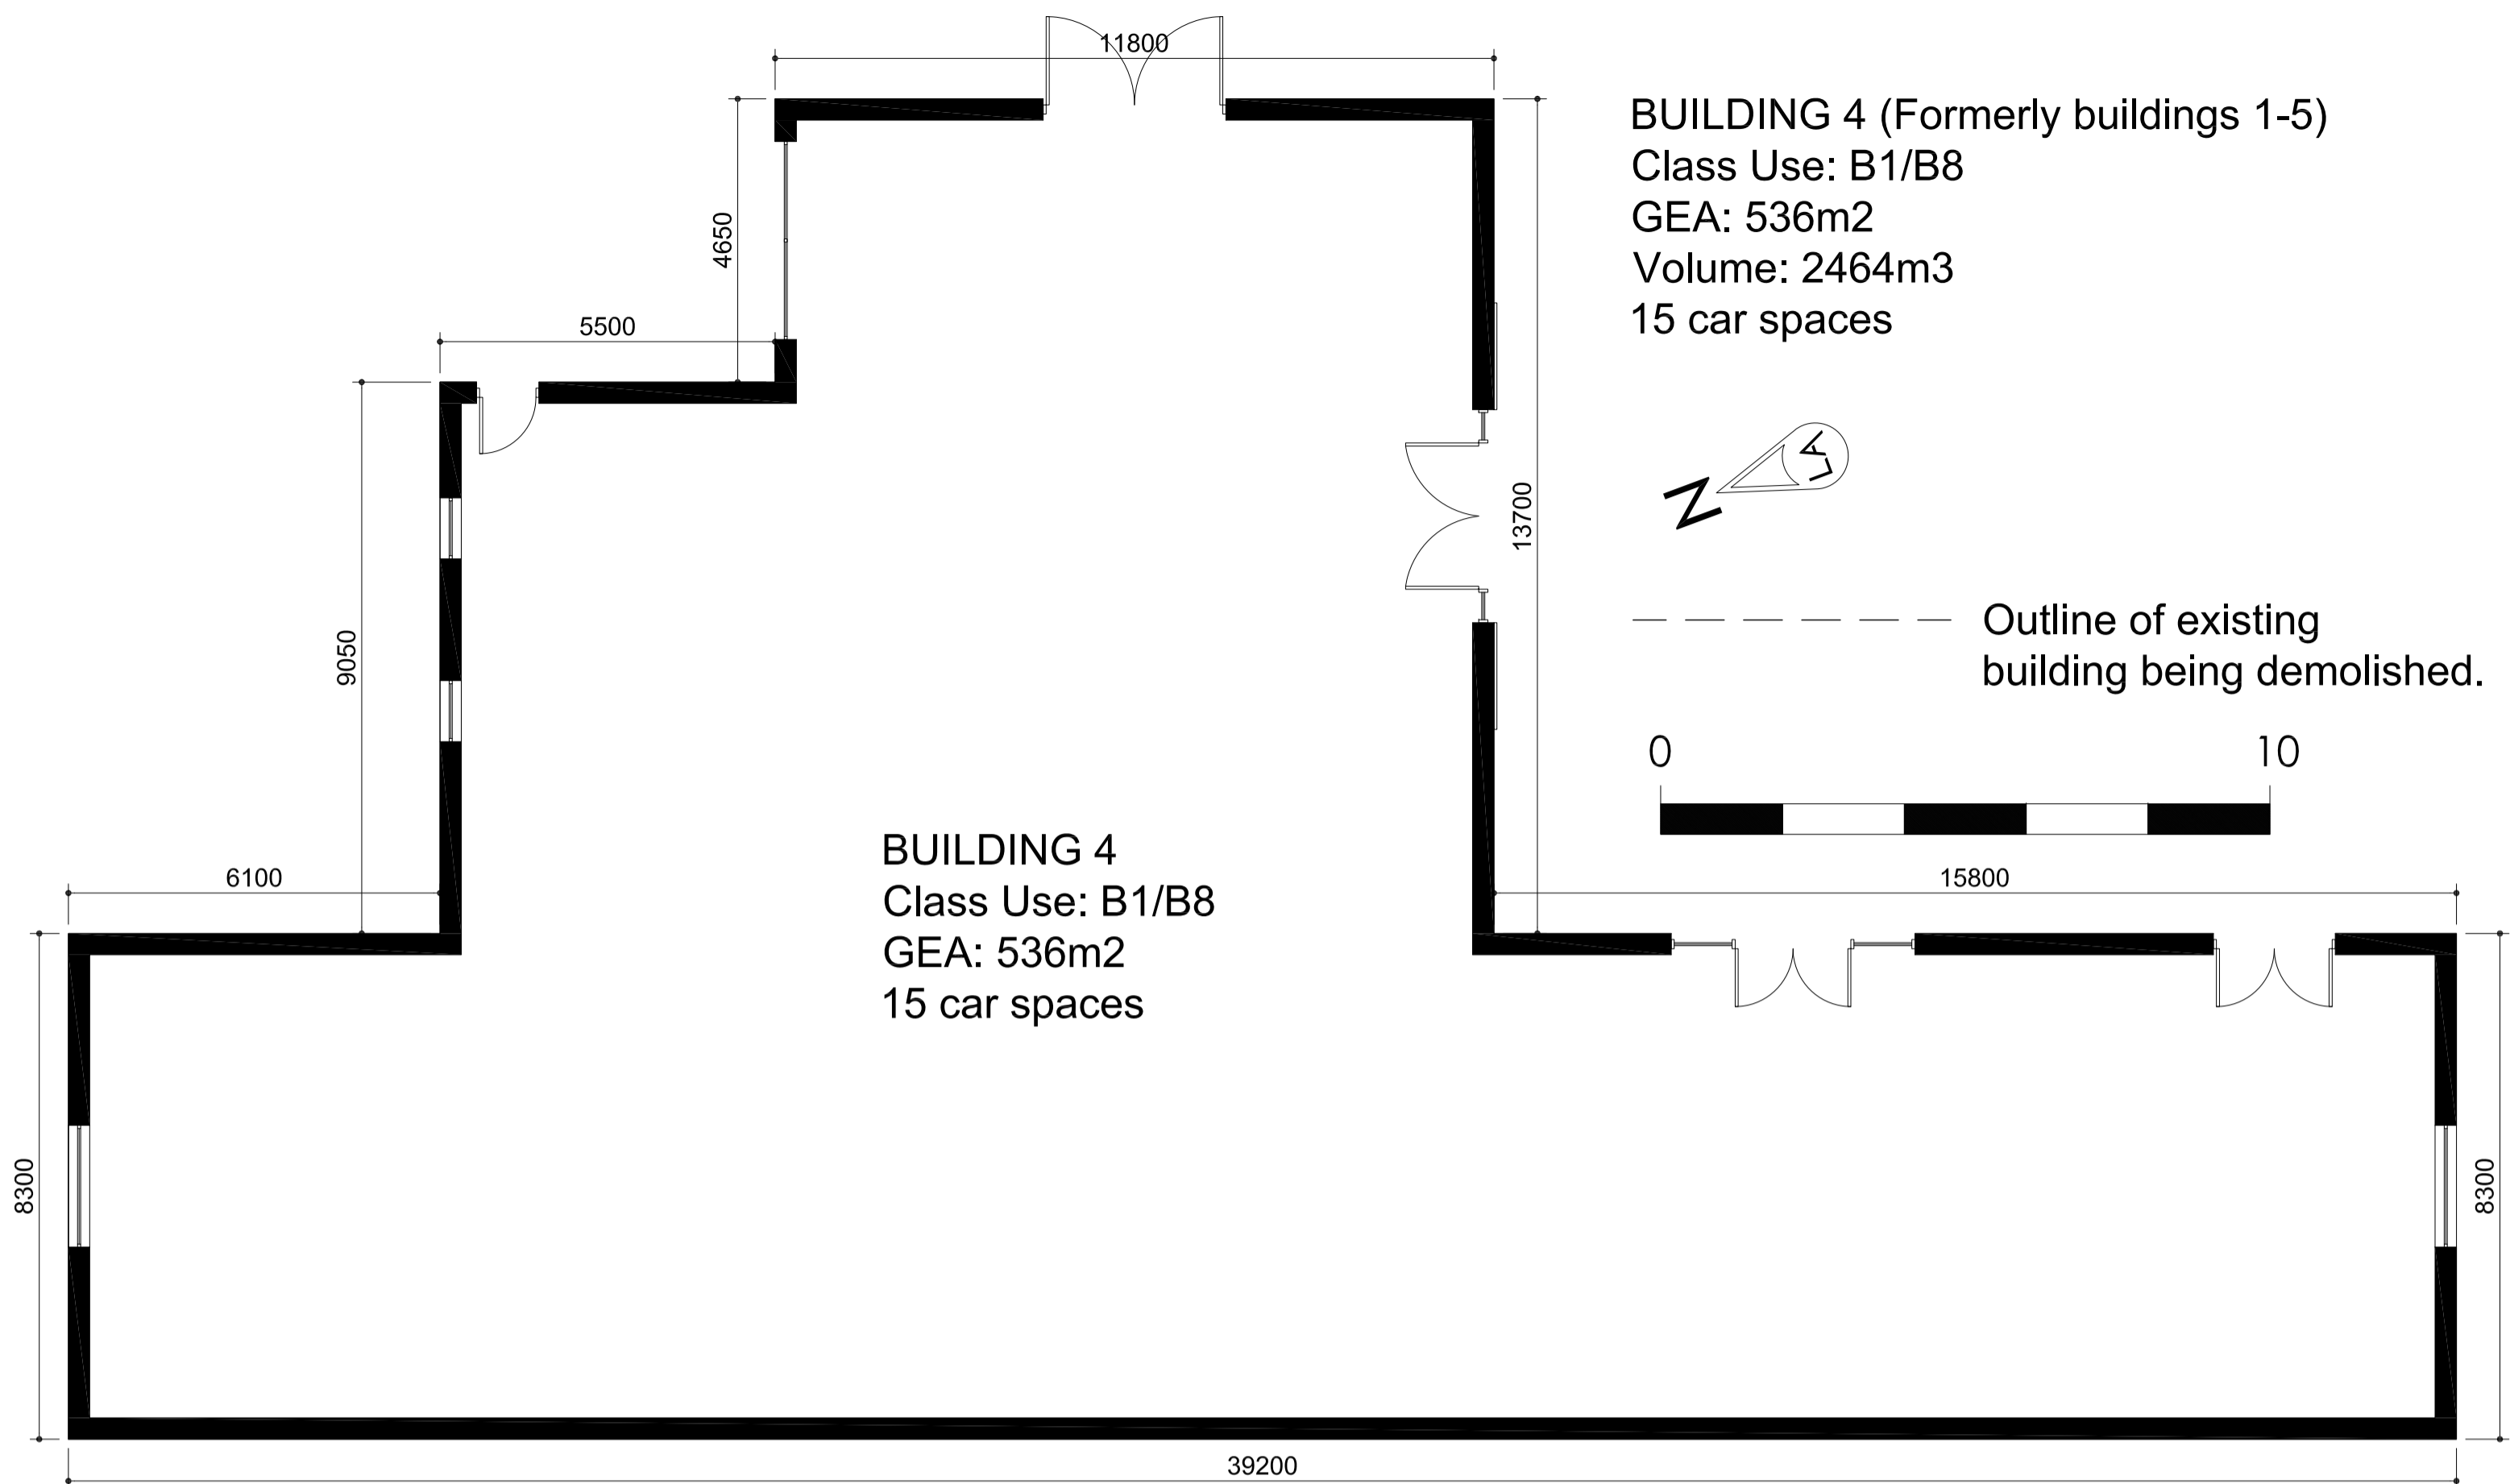 11800
BUILDING 4 (Formerly buildings 1-5)
Class Use: B1/B8
GEA: 536m2
Volume: 2464m3
15 car spaces
4650
5500
N
LA
13700
9050
Outline of existing
building being demolished.
0
10
BUILDING 4
Class Use: B1/B8
GEA: 536m2
15 car spaces
6100
15800
8300
8300
39200